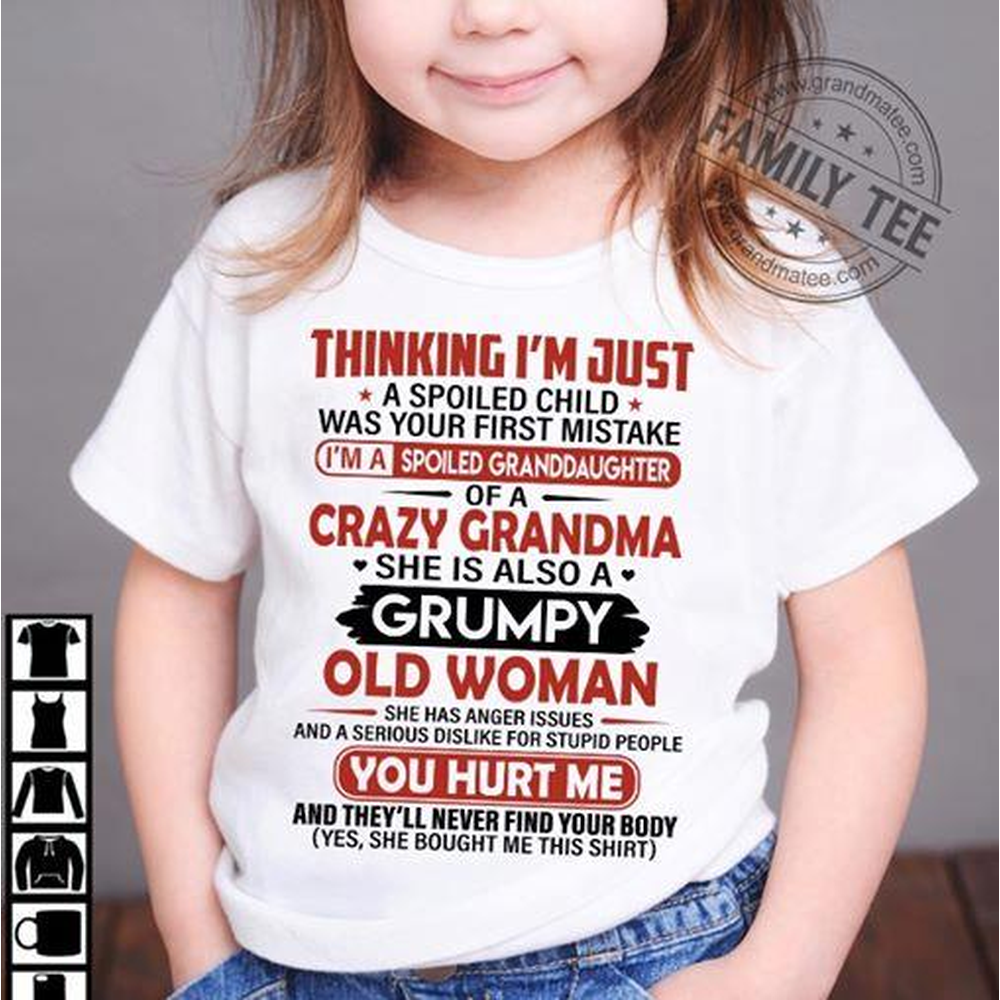 www.grandmatee.com
FAMILY TEE
grandmatee.com
THINKING I'M JUST
A SPOILED CHILD
WAS YOUR FIRST MISTAKE
I'M A SPOILED GRANDDAUGHTER
OF A
CRAZY GRANDMA
SHE IS ALSO A
GRUMPY
OLD WOMAN
SHE HAS ANGER ISSUES
AND A SERIOUS DISLIKE FOR STUPID PEOPLE
YOU HURT ME
AND THEY'LL NEVER FIND YOUR BODY
(YES, SHE BOUGHT ME THIS SHIRT)